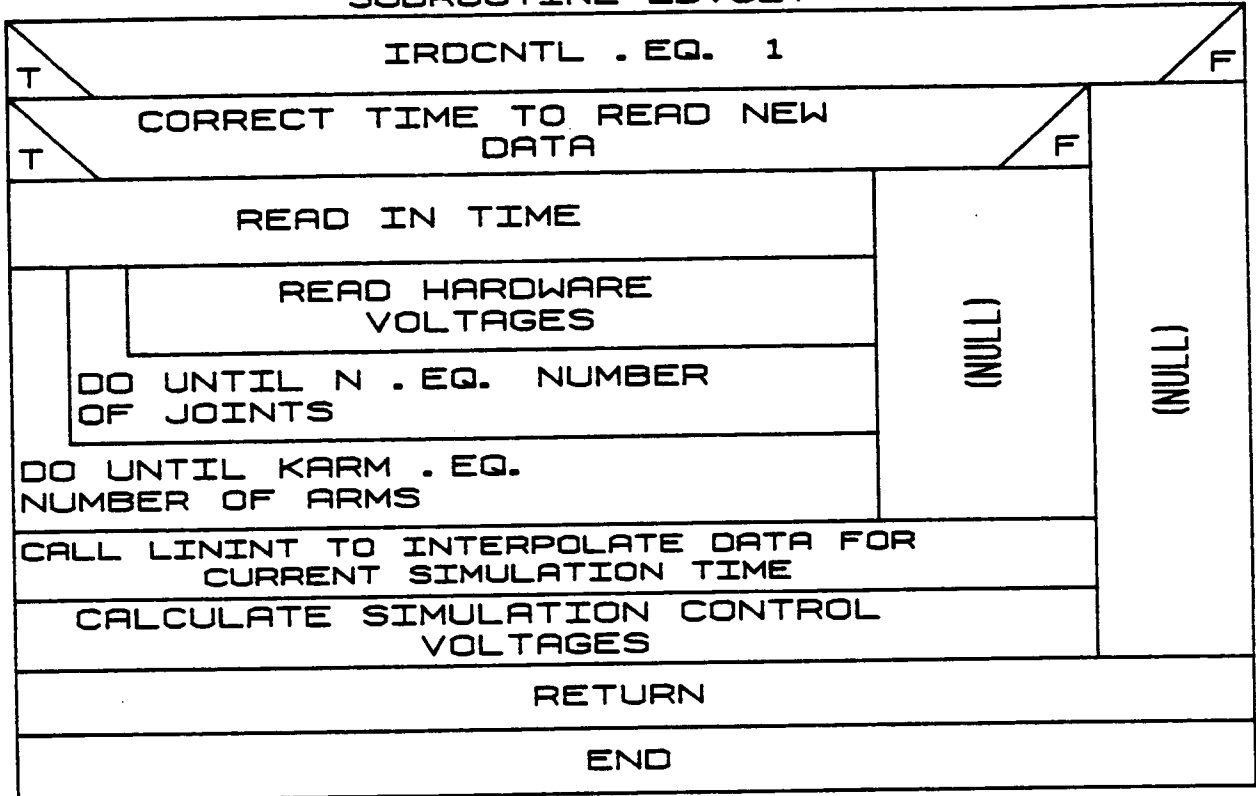 IRDCNTL .EQ. 1
T
F
CORRECT TIME TO READ NEW
DATA
T
F
READ IN TIME
READ HARDWARE
VOLTAGES
(NULL)
(NULL)
DO UNTIL N .EQ. NUMBER
OF JOINTS
DO UNTIL KARM .EQ.
NUMBER OF ARMS
CALL LININT TO INTERPOLATE DATA FOR
CURRENT SIMULATION TIME
CALCULATE SIMULATION CONTROL
VOLTAGES
RETURN
END